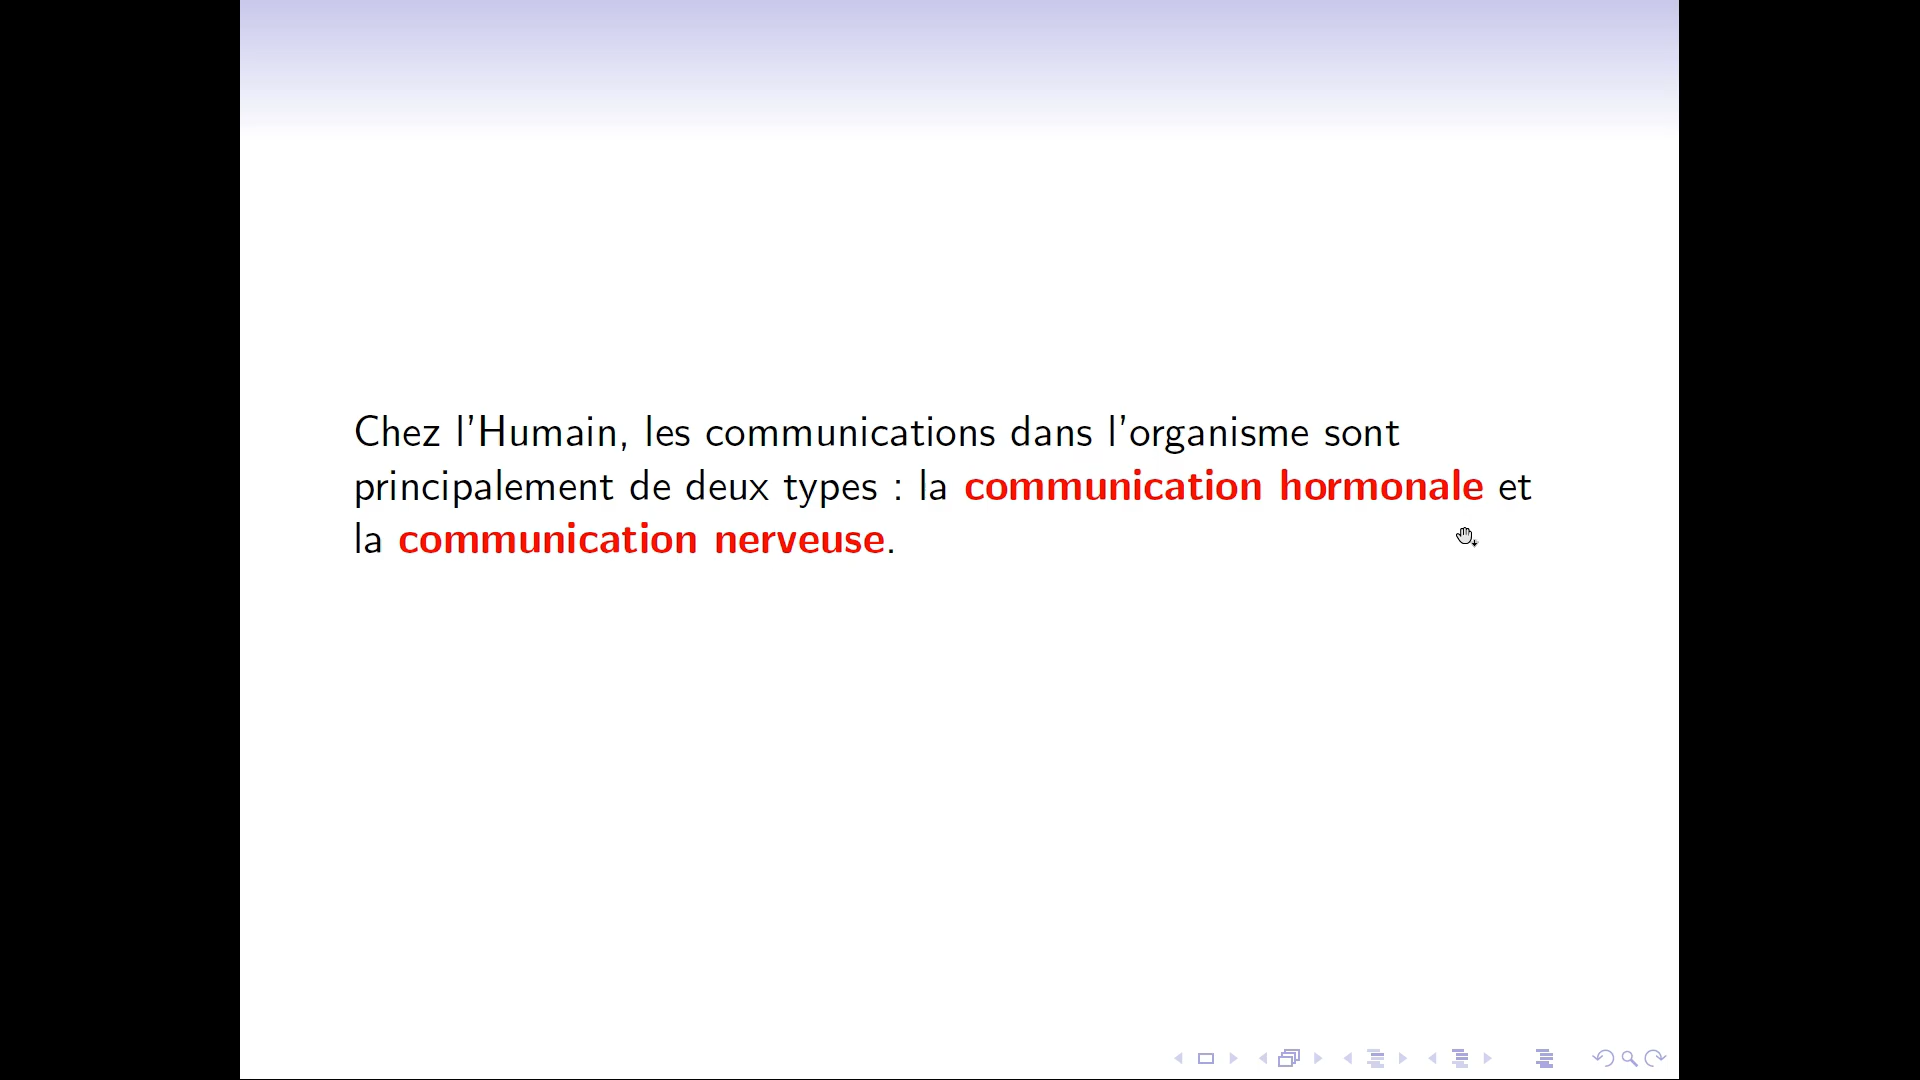 Chez l'Humain, les communications dans l'organisme sont
principalement de deux types : la communication hormonale et
la communication nerveuse.